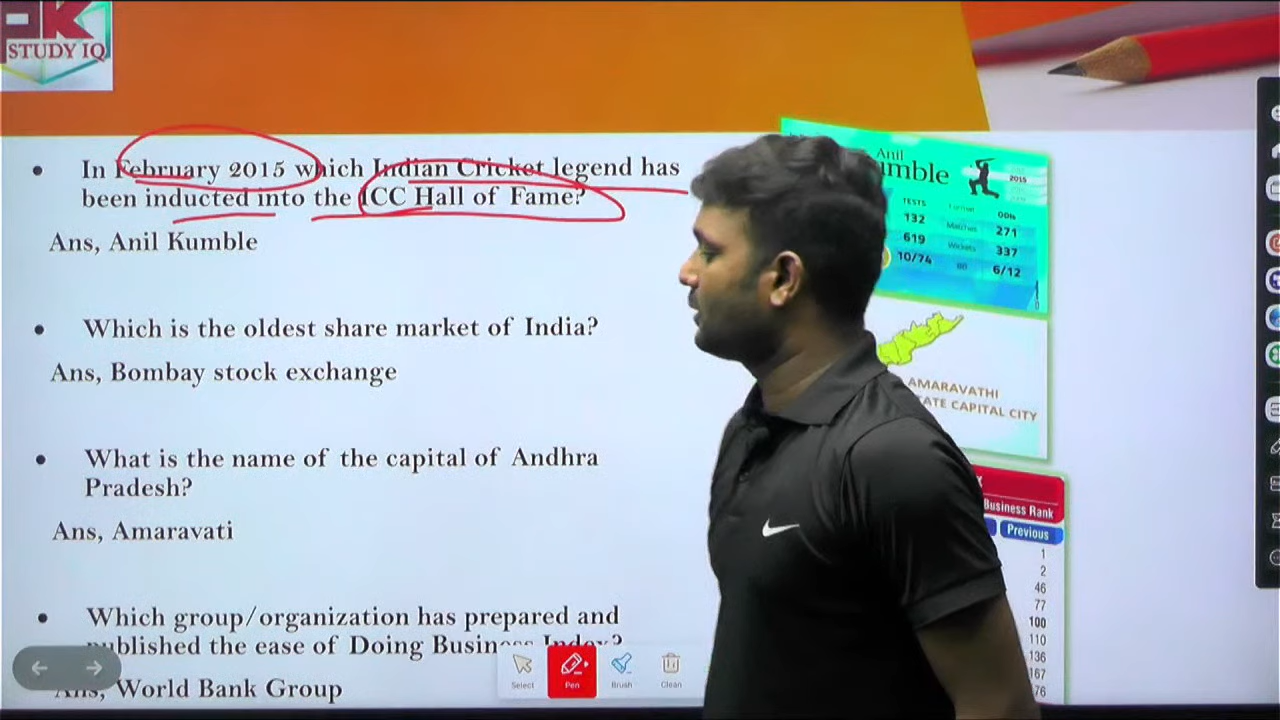 STUDY IQ
In February 2015 which Indian Cricket legend has
been inducted into the ICC Hall of Fame?
Ans, Anil Kumble
Which is the oldest share market of India?
Ans, Bombay stock exchange
What is the name of the capital of Andhra
Pradesh?
Ans, Amaravati
Which group/organization has prepared and
published the ease of Doing Business Index?
Ans, World Bank Group
Select Pen Brush Clean
Anil
2015
TESTS Format ODIs
132 Matches 271
619 Wickets 337
10/74 BB 6/12
AMARAVATHI
CAPITAL CITY
Business Rank
Previous
1
2
46
77
100
110
136
167